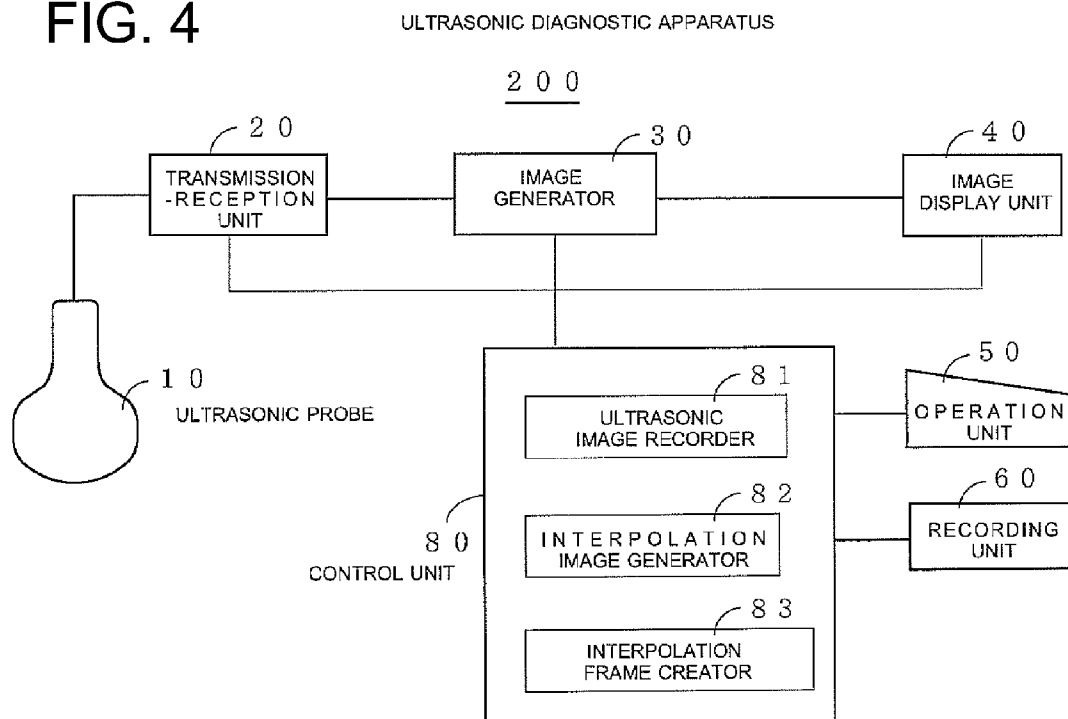 FIG. 4
ULTRASONIC DIAGNOSTIC APPARATUS
200
20
30
40
TRANSMISSION
-RECEPTION
UNIT
IMAGE
GENERATOR
IMAGE
DISPLAY UNIT
10
ULTRASONIC PROBE
81
ULTRASONIC
IMAGE RECORDER
50
OPERATION
UNIT
82
INTERPOLATION
IMAGE GENERATOR
60
RECORDING
UNIT
80
CONTROL UNIT
83
INTERPOLATION
FRAME CREATOR